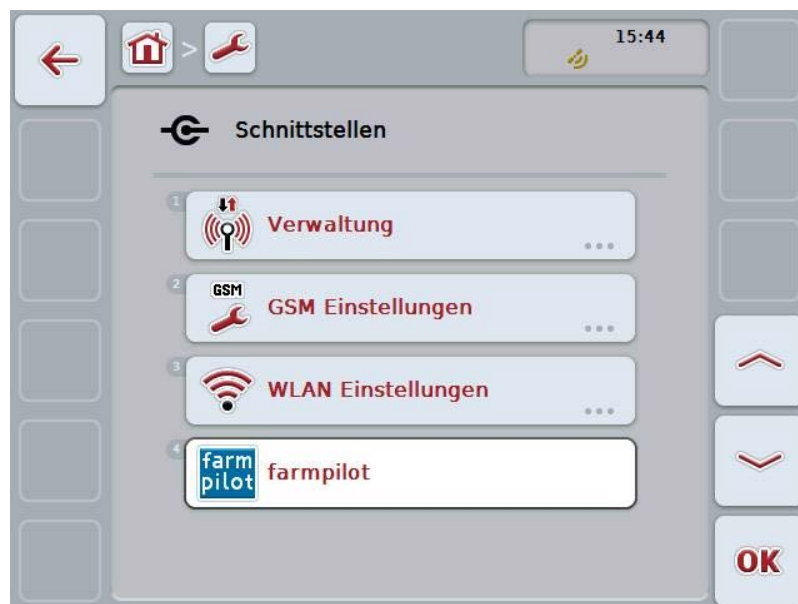 15:44
Schnittstellen
1
Verwaltung
2
GSM
GSM Einstellungen
3
WLAN Einstellungen
4
farm
pilot
farmpilot
OK